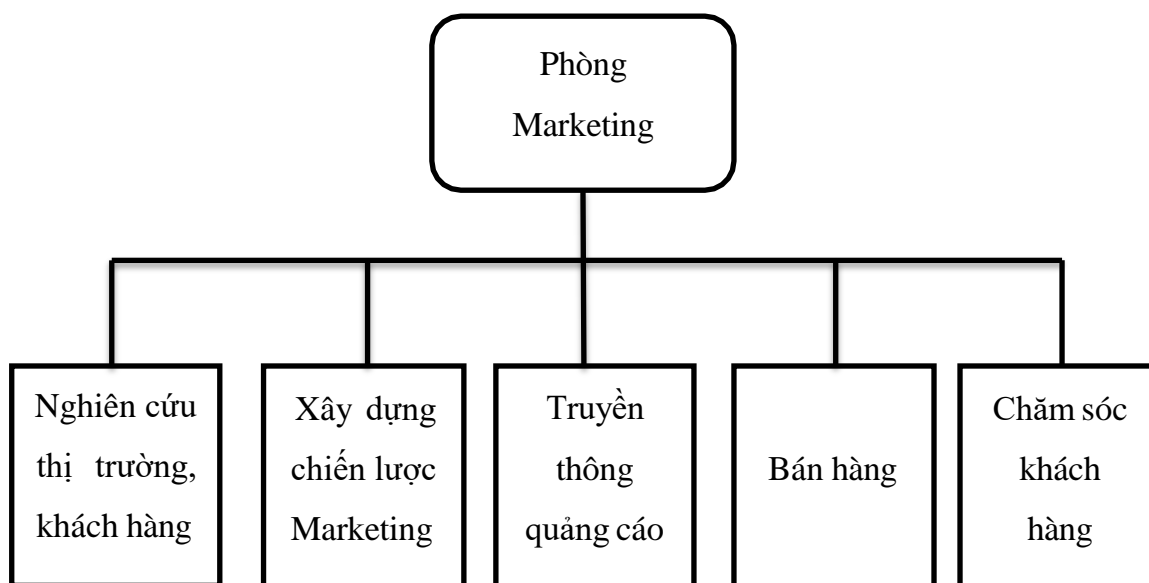 Phòng
Marketing
Nghiên cứu
thị trường,
khách hàng
Xây dựng
chiến lược
Marketing
Truyền
thông
quảng cáo
Bán hàng
Chăm sóc
khách
hàng